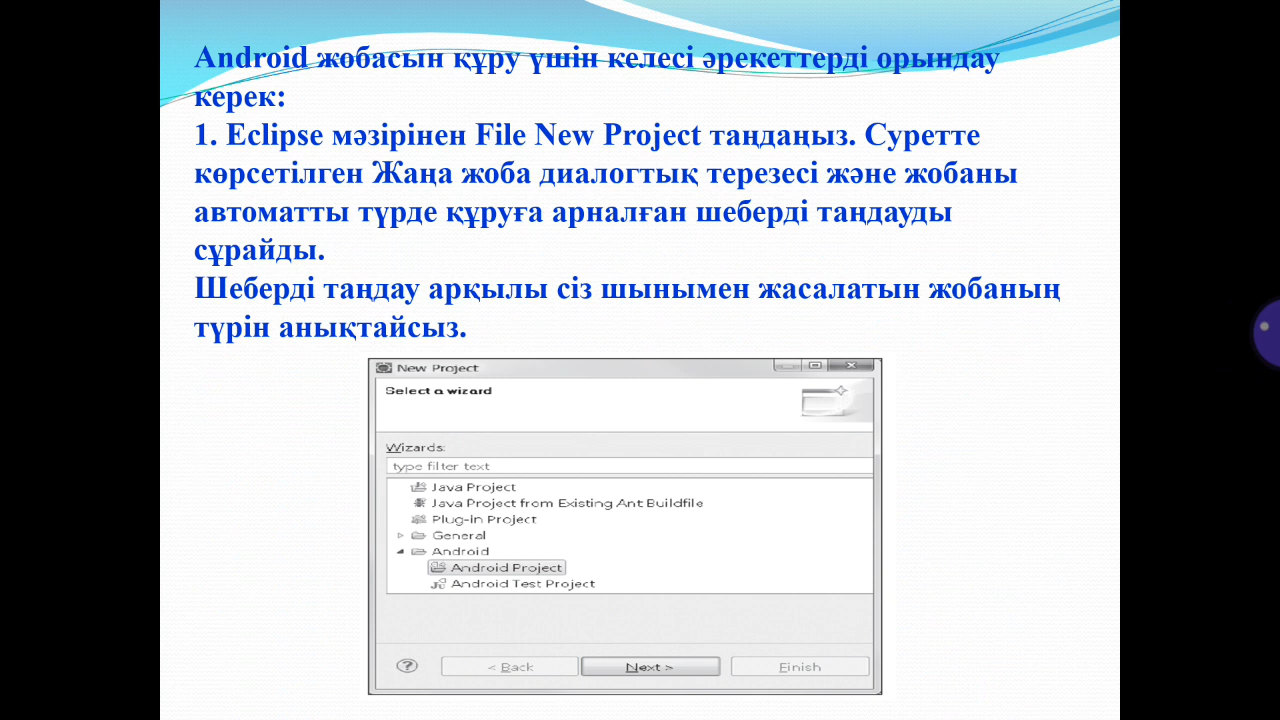 Android жобасын құру үшін келесі әрекеттерді орындау
керек:
1. Eclipse мәзірінен File New Project таңдаңыз. Суретте
көрсетілген Жаңа жоба диалогтық терезесі және жобаны
автоматты түрде құруға арналған шеберді таңдауды
сұрайды.
Шеберді таңдау арқылы сіз шынымен жасалатын жобаның
түрін анықтайсыз.
New Project
Select a wizard
Wizards:
type filter text
Java Project
Java Project from Existing Ant Buildfile
Plug-in Project
General
Android
Android Project
Android Test Project
< Back Next > Finish